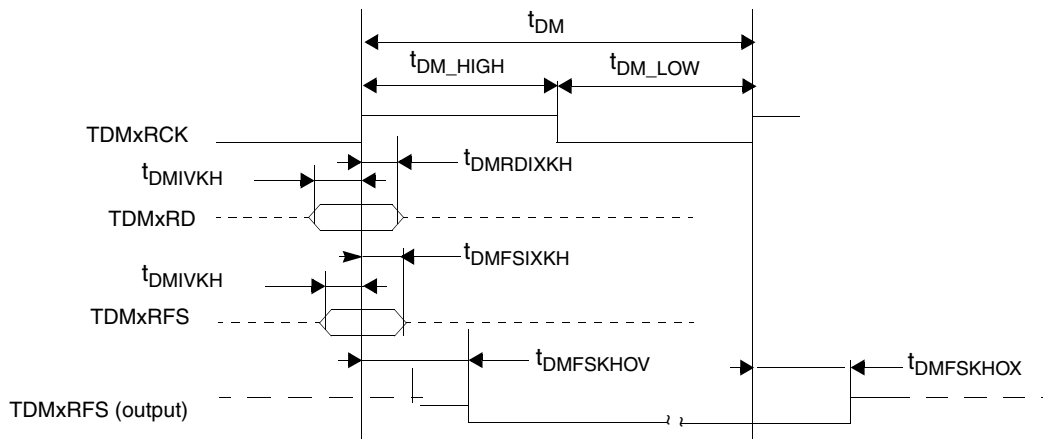 tDM
tDM_HIGH
tDM_LOW
TDMxRCK
tDMIVKH
tDMRDIXKH
TDMxRD
tDMIVKH
tDMFSIXKH
TDMxRFS
tDMFSKHOV
tDMFSKHOX
TDMxRFS (output)
~ ~